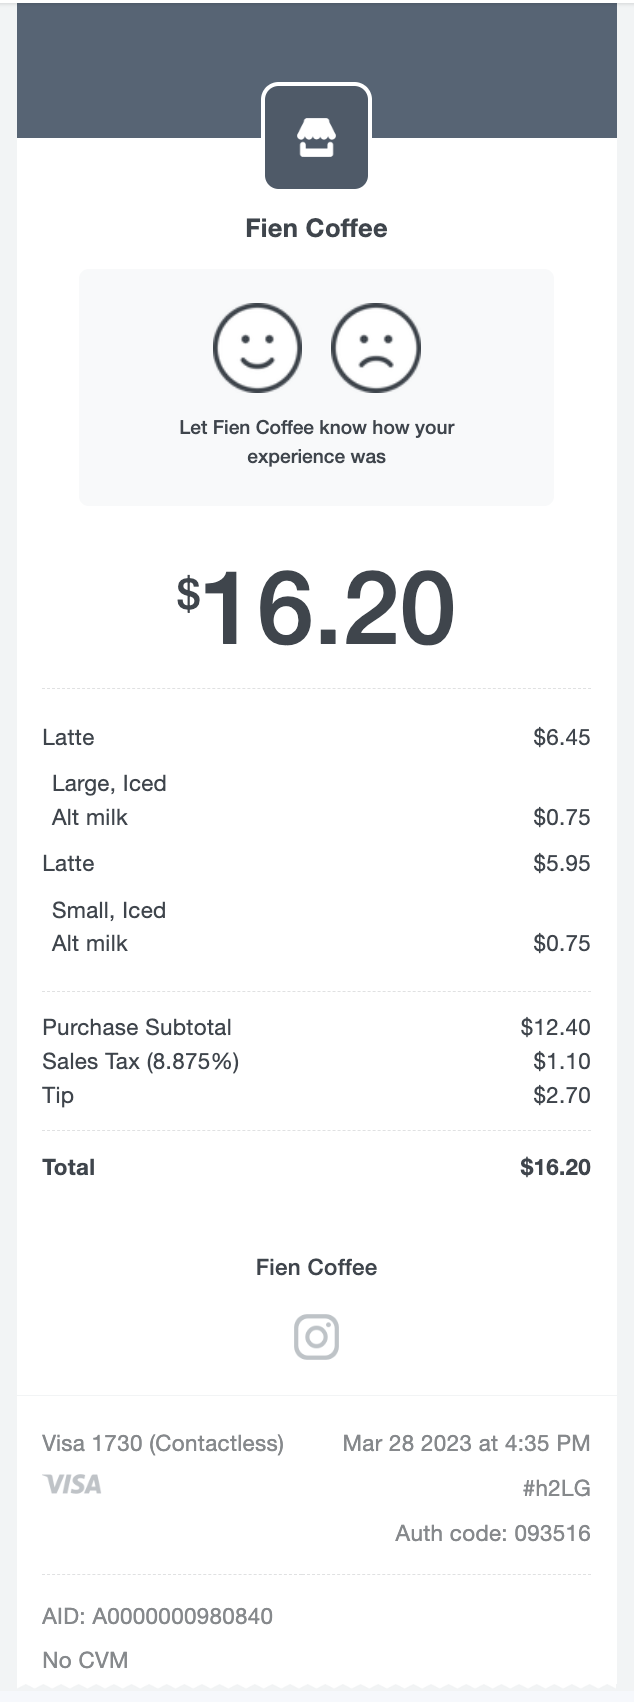 Fien Coffee
Let Fien Coffee know how your
experience was
$16.20
Latte $6.45
Large, Iced
Alt milk $0.75
Latte $5.95
Small, Iced
Alt milk $0.75
Purchase Subtotal $12.40
Sales Tax (8.875%) $1.10
Tip $2.70
Total $16.20
Fien Coffee
Visa 1730 (Contactless) Mar 28 2023 at 4:35 PM
VISA #h2LG
Auth code: 093516
AID: A0000000980840
No CVM